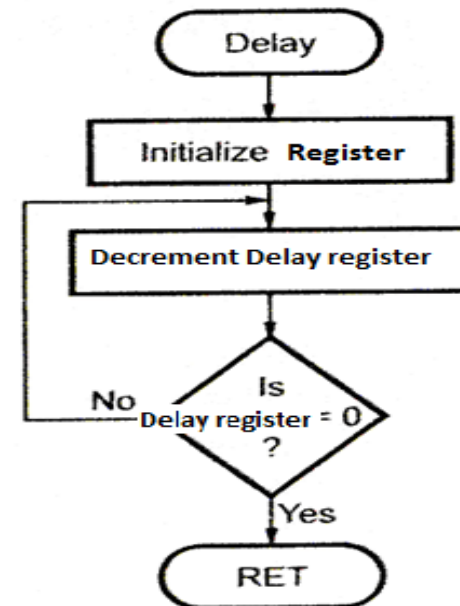 Delay
Initialize Register
Decrement Delay register
Is
No
Delay register = 0
?
Yes
RET